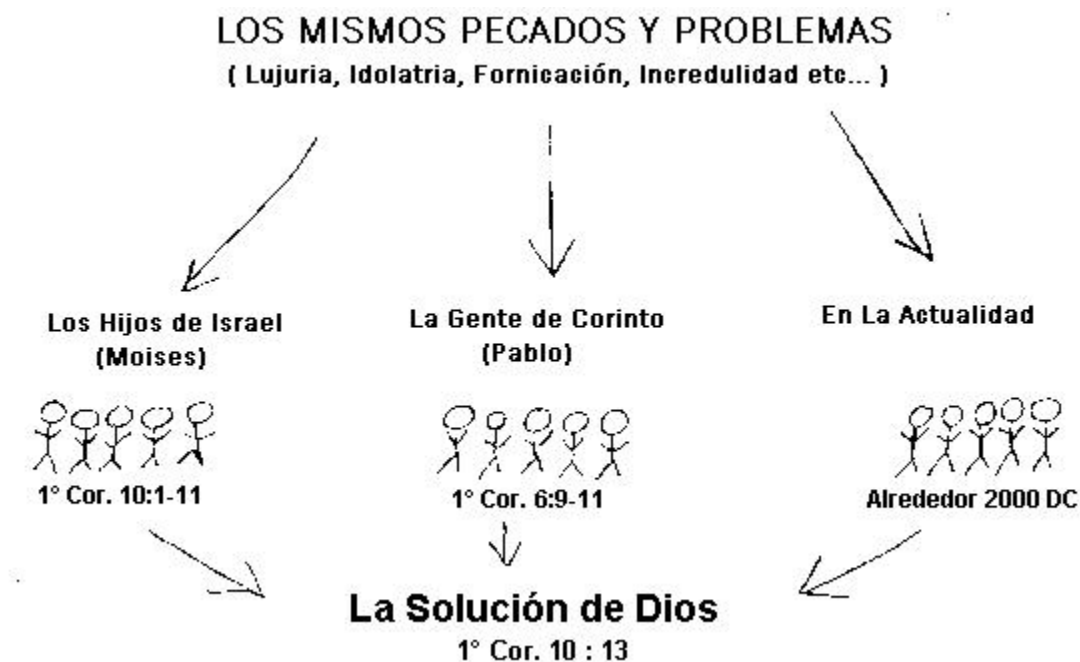 LOS MISMOS PECADOS Y PROBLEMAS
( Lujuria, Idolatria, Fornicación, Incredulidad etc... )
Los Hijos de Israel
(Moises)
La Gente de Corinto
(Pablo)
En La Actualidad
1° Cor. 10:1-11
1° Cor. 6:9-11
Alrededor 2000 DC
La Solución de Dios
1° Cor. 10 : 13